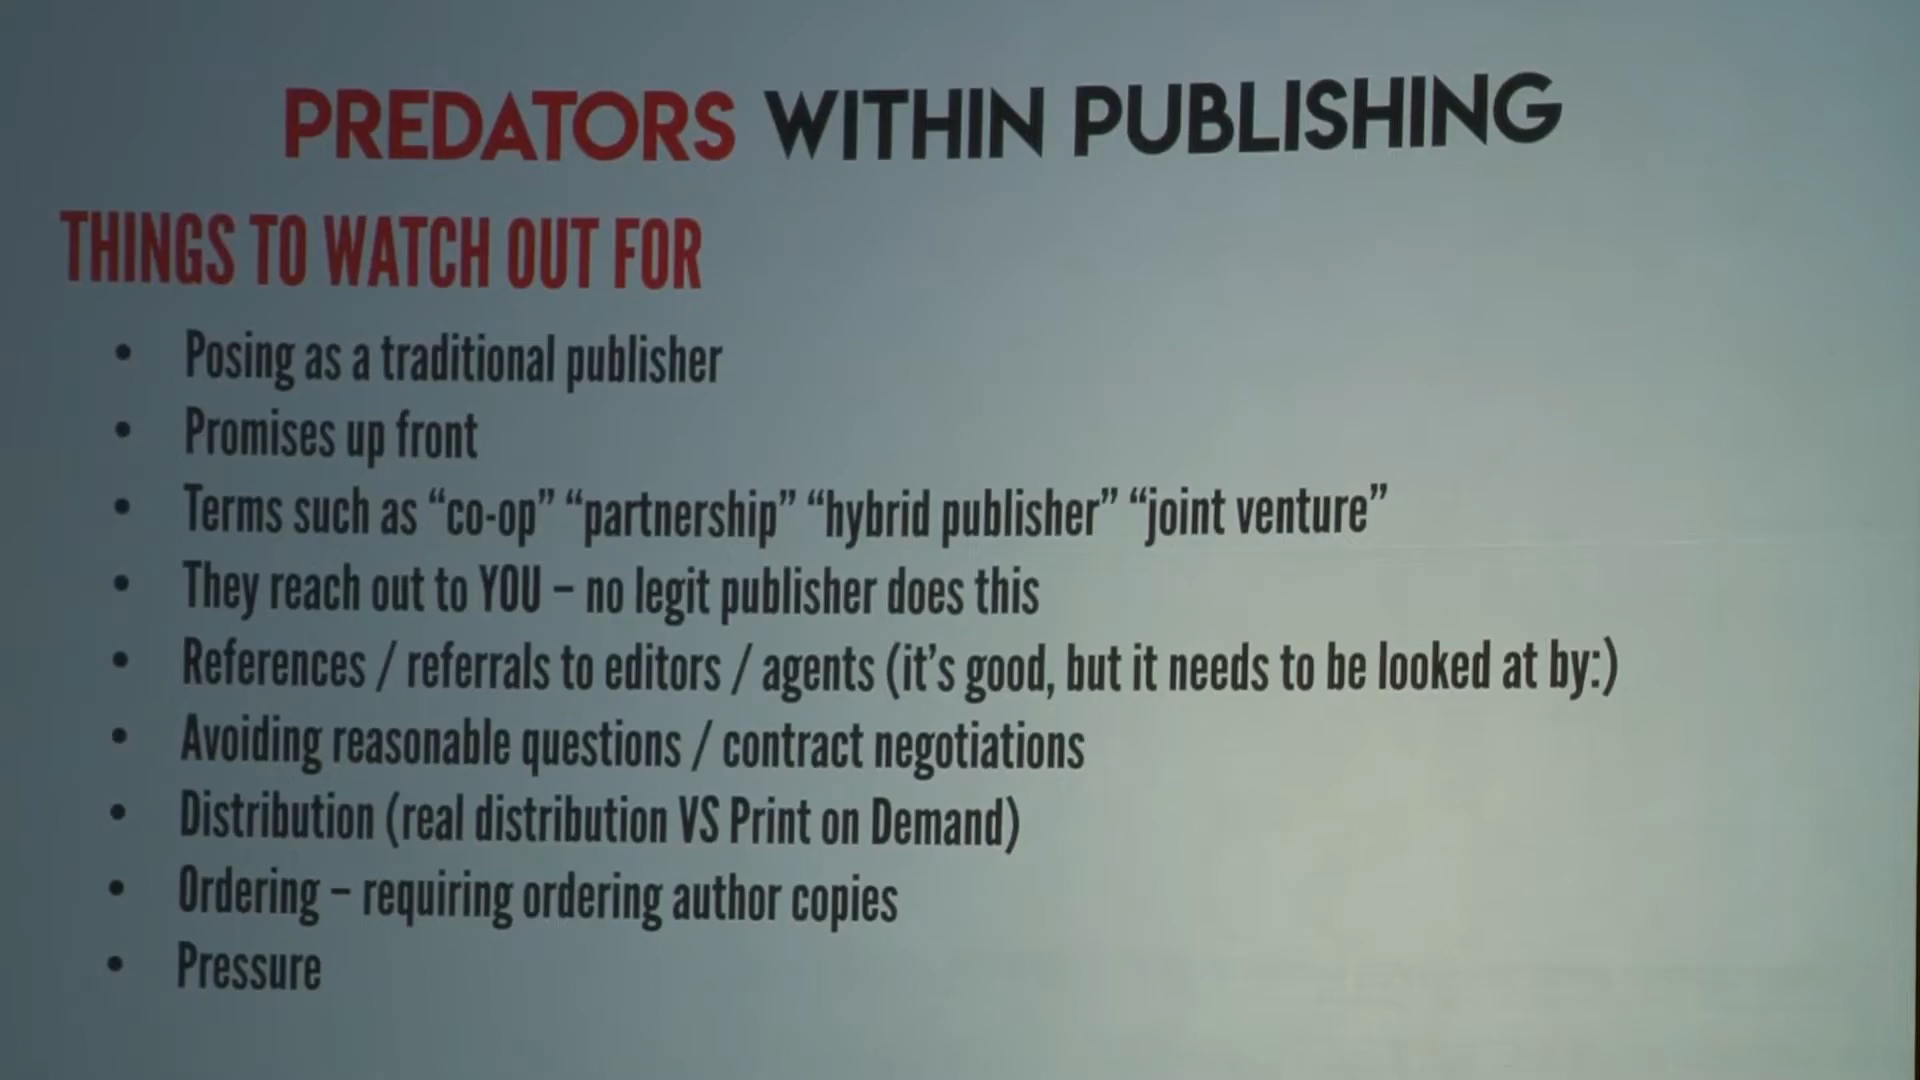 PREDATORS WITHIN PUBLISHING
THINGS TO WATCH OUT FOR
• Posing as a traditional publisher
• Promises up front
• Terms such as “co-op” “partnership” “hybrid publisher” “joint venture”
• They reach out to YOU – no legit publisher does this
• References / referrals to editors / agents (it’s good, but it needs to be looked at by:)
• Avoiding reasonable questions / contract negotiations
• Distribution (real distribution VS Print on Demand)
• Ordering – requiring ordering author copies
• Pressure